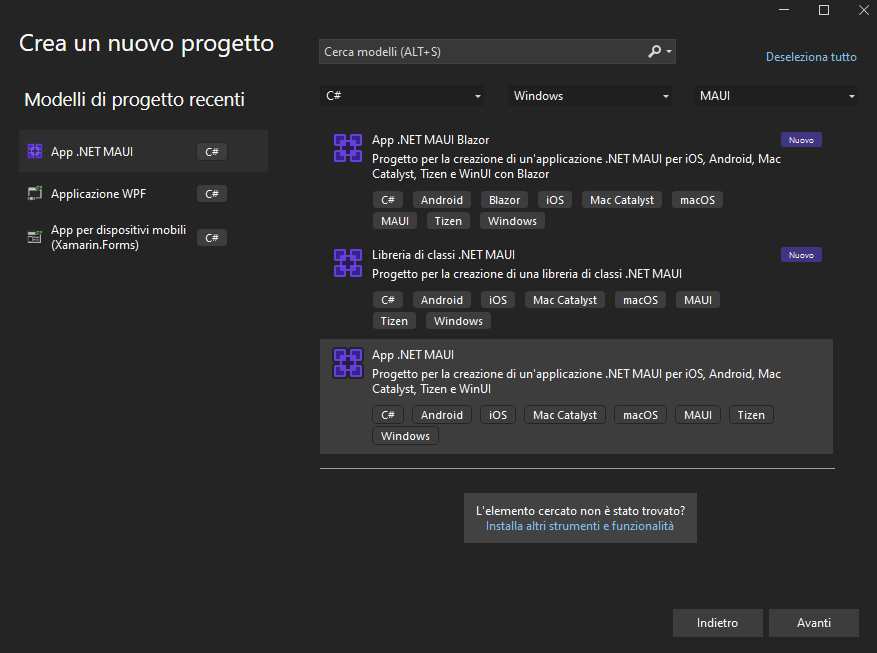 Crea un nuovo progetto
Cerca modelli (ALT+S)
Deseleziona tutto
Modelli di progetto recenti
C#
Windows
MAUI
App .NET MAUI
C#
Applicazione WPF
C#
App per dispositivi mobili
(Xamarin.Forms)
C#
App .NET MAUI Blazor
Nuovo
Progetto per la creazione di un'applicazione .NET MAUI per iOS, Android, Mac
Catalyst, Tizen e WinUI con Blazor
C# Android Blazor iOS Mac Catalyst macOS
MAUI Tizen Windows
Libreria di classi .NET MAUI
Nuovo
Progetto per la creazione di una libreria di classi .NET MAUI
C# Android iOS Mac Catalyst macOS MAUI
Tizen Windows
App .NET MAUI
Progetto per la creazione di un'applicazione .NET MAUI per iOS, Android, Mac
Catalyst, Tizen e WinUI
C# Android iOS Mac Catalyst macOS MAUI Tizen
Windows
L'elemento cercato non è stato trovato?
Installa altri strumenti e funzionalità
Indietro
Avanti